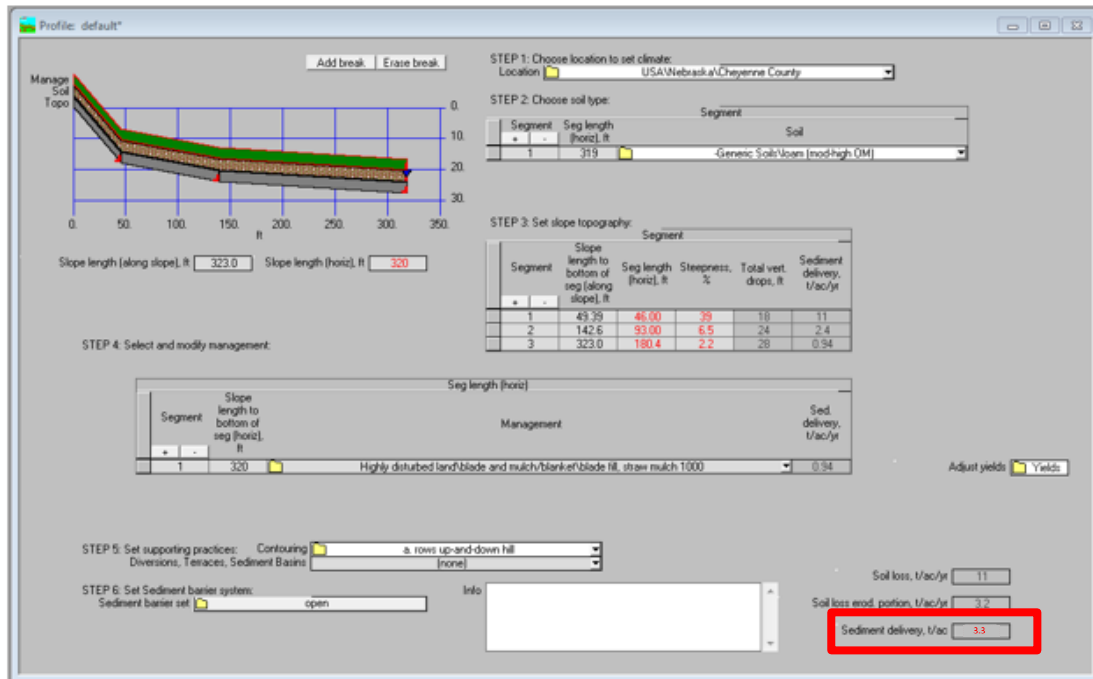 Profile: default*
Add break Erase break
Manage
Soil
Topo
0.
10.
20.
30.
0. 50. 100. 150. 200. 250. 300. 350.
ft
Slope length (along slope), ft 323.0 Slope length (horiz), ft 320
STEP 1: Choose location to set climate:
Location USA\Nebraska\Cheyenne County
STEP 2: Choose soil type:
Segment
Segment Seg length (horiz), ft Soil
+ -
1 319 -Generic Soils\loam (mod-high OM)
STEP 3: Set slope topography:
Segment
Segment Slope length to bottom of seg (along slope), ft Seg length (horiz), ft Steepness, % Total vert. drops, ft Sediment delivery, t/ac/yr
+ -
1 49.39 46.00 39 18 11
2 142.6 93.00 6.5 24 2.4
3 323.0 180.4 2.2 28 0.94
STEP 4: Select and modify management:
Seg length (horiz)
Segment Slope length to bottom of seg (horiz), ft Management Sed. delivery, t/ac/yr
+ -
1 320 Highly disturbed land\blade and mulch/blanket\blade fill, straw mulch 1000 0.94
Adjust yields Yields
STEP 5: Set supporting practices: Contouring a. rows up-and-down hill
Diversions, Terraces, Sediment Basins (none)
STEP 6: Set Sediment barrier system:
Sediment barrier set open
Info
Soil loss, t/ac/yr 11
Soil loss erod. portion, t/ac/yr 3.2
Sediment delivery, t/ac 3.3